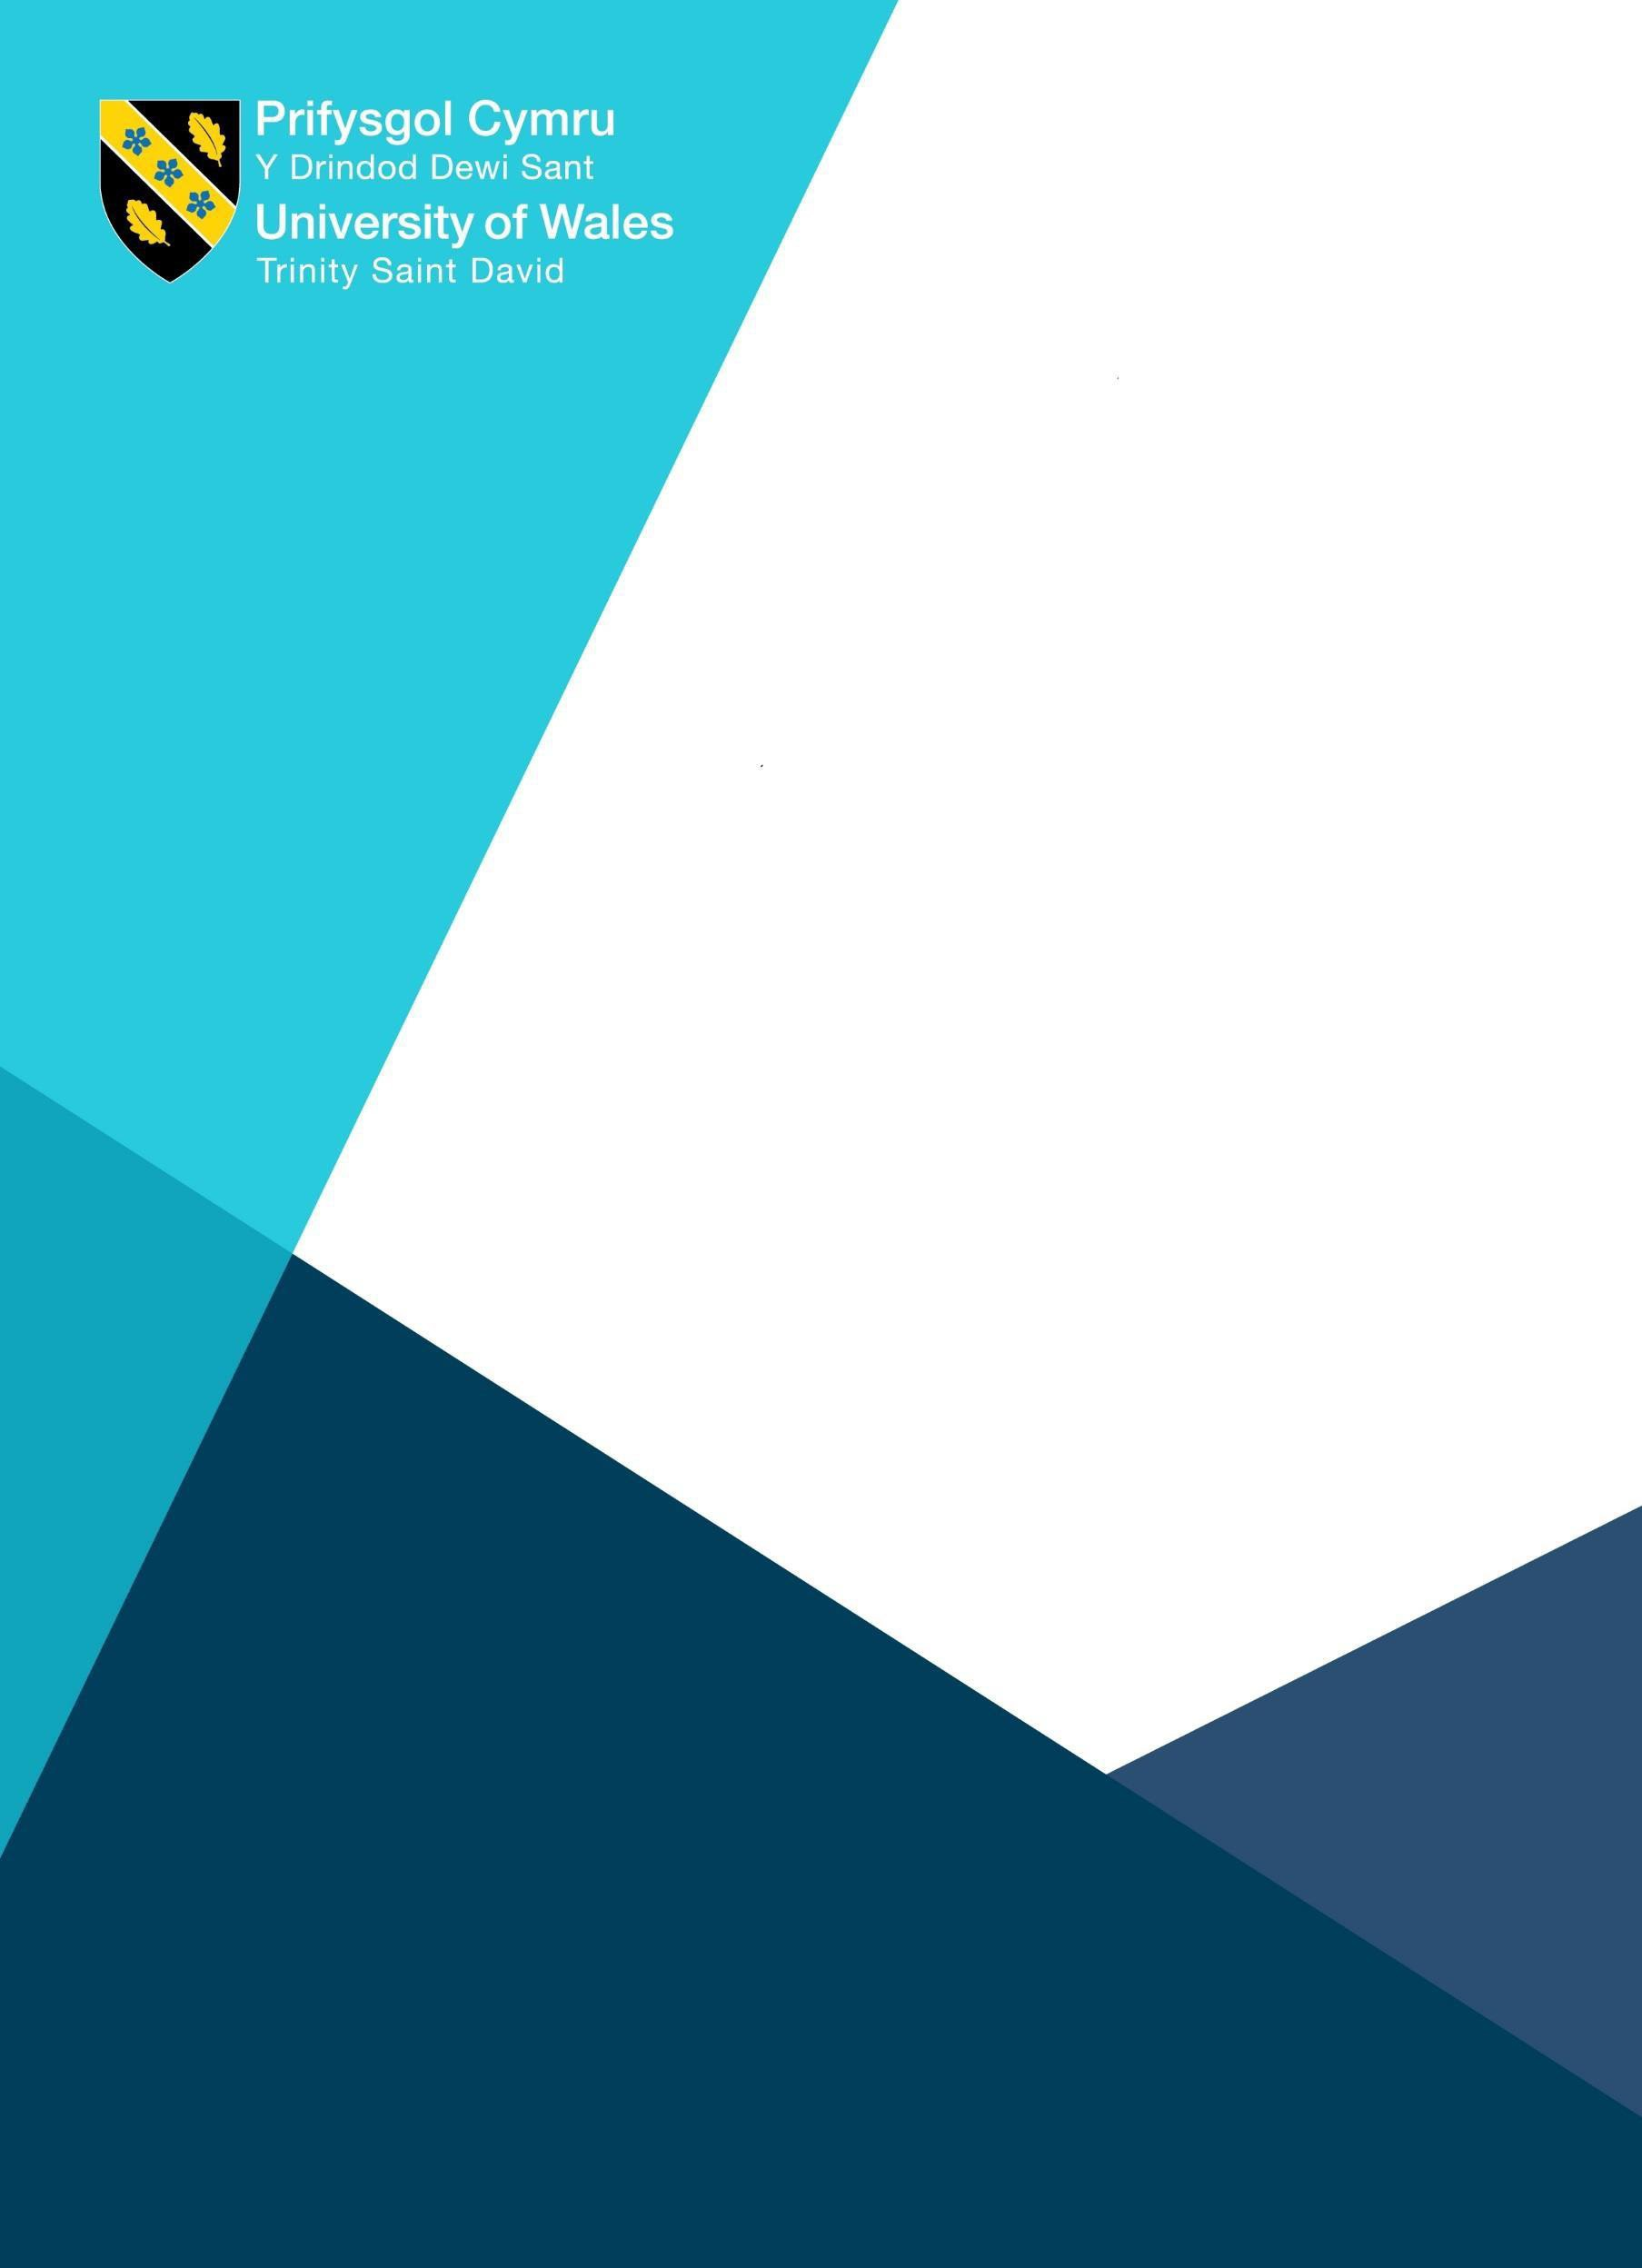 Prifysgol Cymru
Y Drindod Dewi Sant
University of Wales
Trinity Saint David